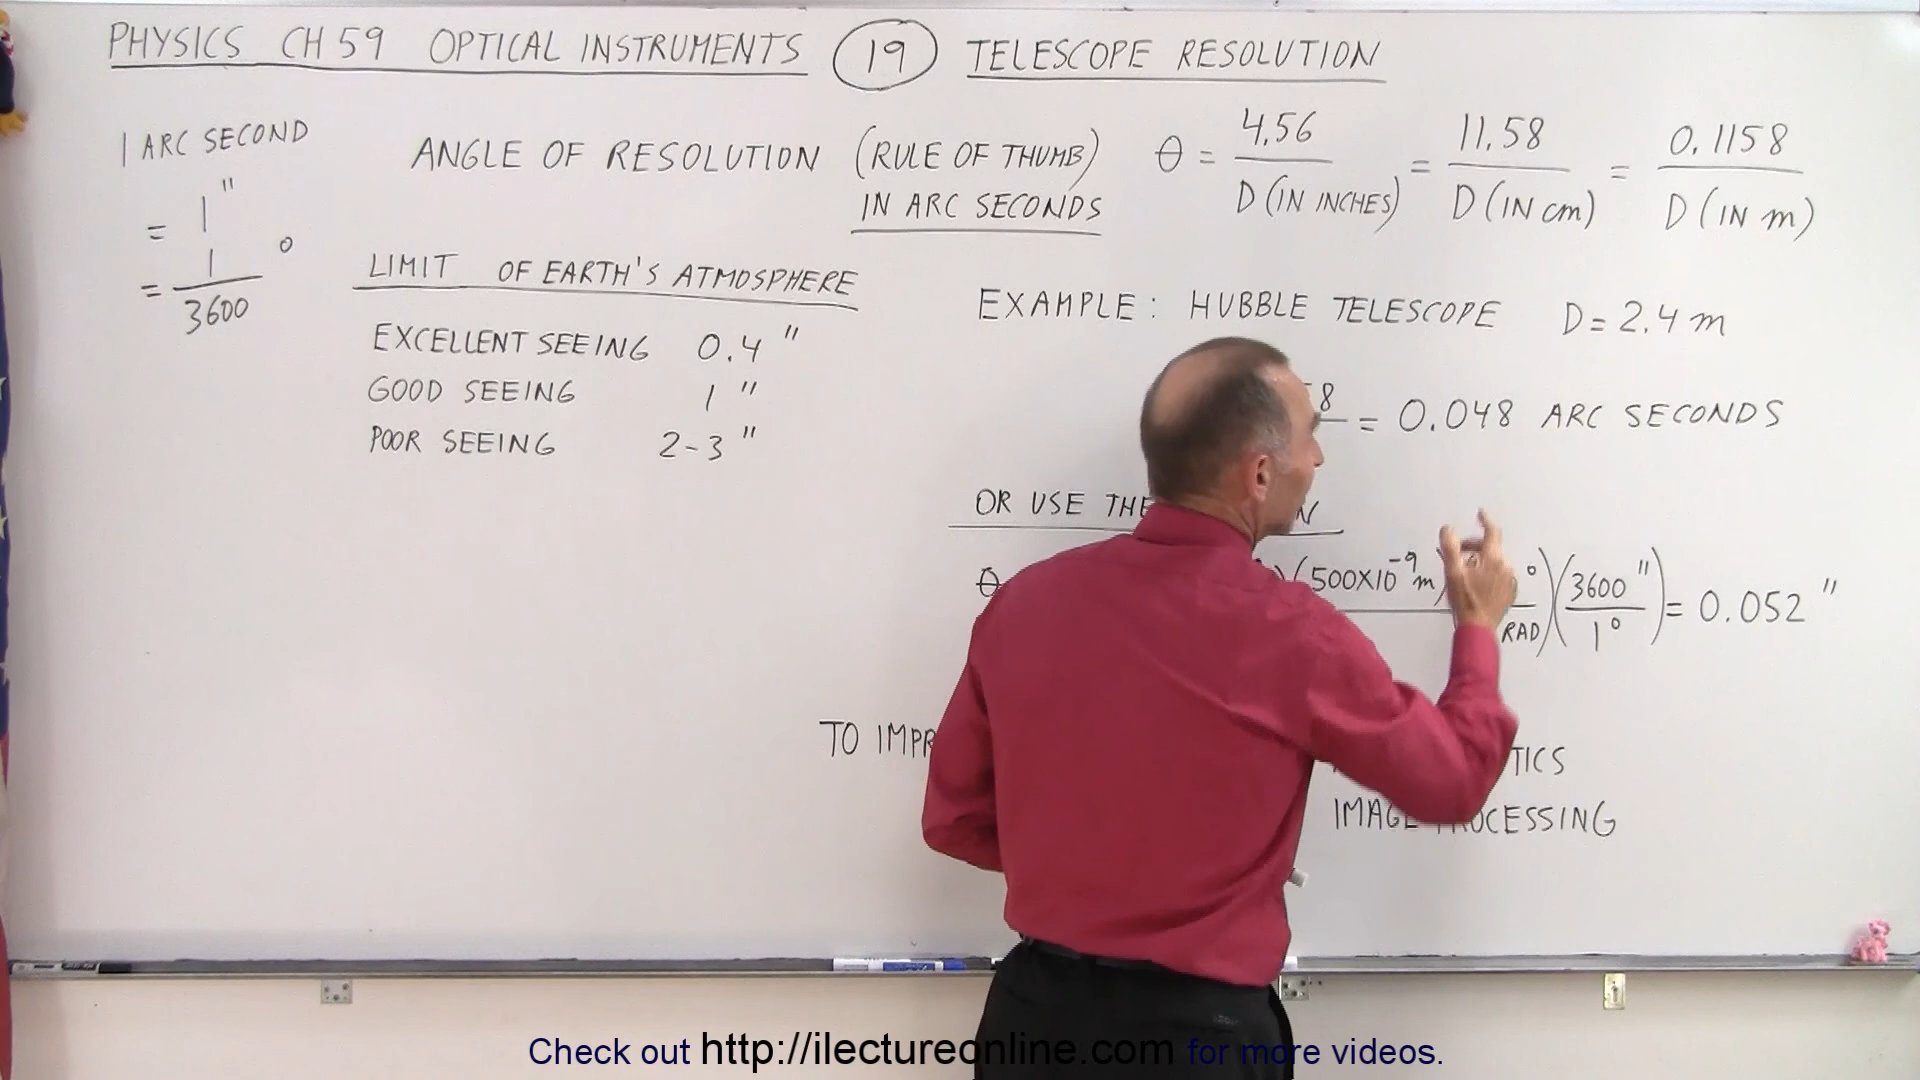 PHYSICS CH 59 OPTICAL INSTRUMENTS 19 TELESCOPE RESOLUTION
1 ARC SECOND
= 1"
= 1/3600 °
ANGLE OF RESOLUTION (RULE OF THUMB)
IN ARC SECONDS
θ = 4.56/D (IN INCHES) = 11.58/D (IN cm) = 0.1158/D (IN m)
LIMIT OF EARTH'S ATMOSPHERE
EXCELLENT SEEING 0.4"
GOOD SEEING 1"
POOR SEEING 2-3"
EXAMPLE: HUBBLE TELESCOPE D = 2.4 m
8 = 0.048 ARC SECONDS
OR USE THE
θ (500X10⁻⁹m) ° RAD) (3600"/1°) = 0.052"
TO
IMAGE PROCESSING
Check out http://ilectureonline.com for more videos.